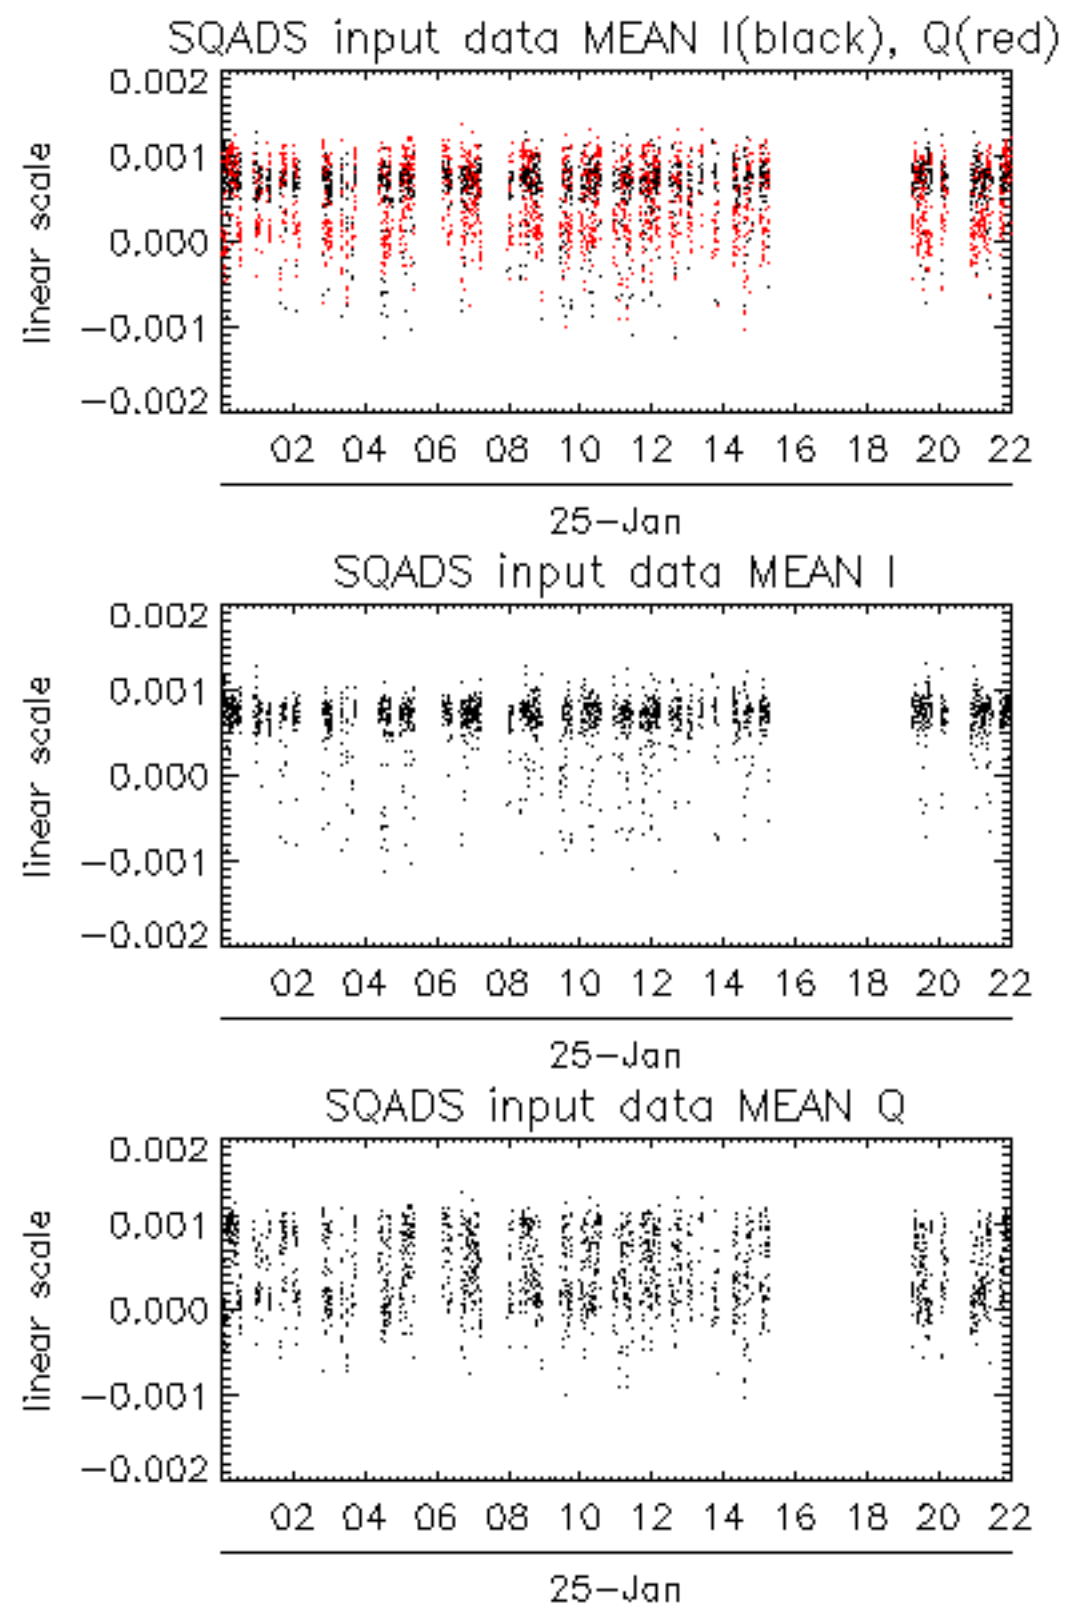 SQADS input data MEAN I(black), Q(red)
0.002
0.001
0.000
−0.001
−0.002
linear scale
02 04 06 08 10 12 14 16 18 20 22
25−Jan
SQADS input data MEAN I
0.002
0.001
0.000
−0.001
−0.002
linear scale
02 04 06 08 10 12 14 16 18 20 22
25−Jan
SQADS input data MEAN Q
0.002
0.001
0.000
−0.001
−0.002
linear scale
02 04 06 08 10 12 14 16 18 20 22
25−Jan